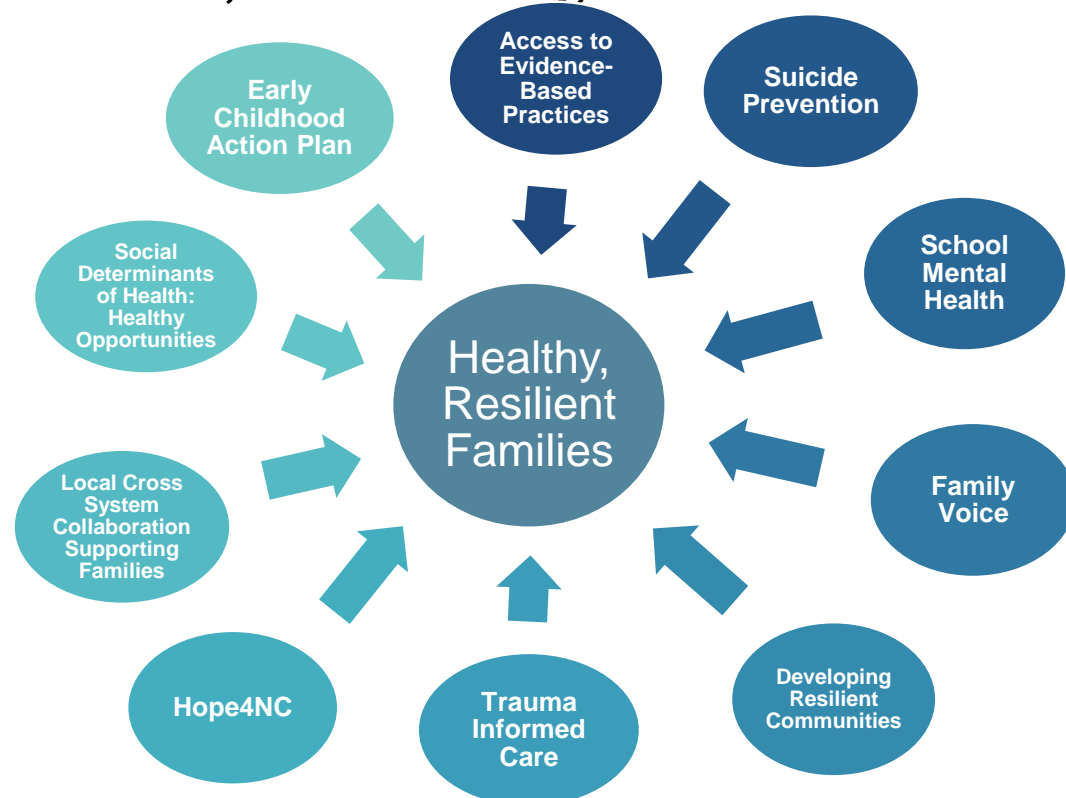 Access to
Evidence-
Based
Practices
Suicide
Prevention
School
Mental
Health
Family
Voice
Developing
Resilient
Communities
Trauma
Informed
Care
Hope4NC
Local Cross
System
Collaboration
Supporting
Families
Social
Determinants
of Health:
Healthy
Opportunities
Early
Childhood
Action Plan
Healthy,
Resilient
Families